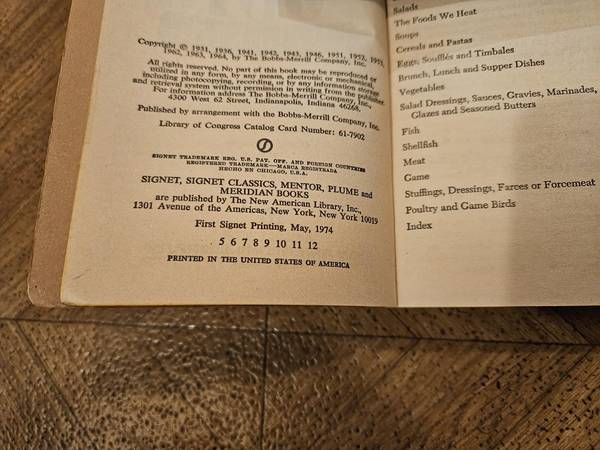 Copyright © 1931, 1936, 1941, 1942, 1943, 1946, 1951, 1952, 1953,
1962, 1963, 1964, by The Bobbs-Merrill Company, Inc.
All rights reserved. No part of this book may be reproduced or
utilized in any form, by any means, electronic or mechanical,
including photocopying, recording, or by any information storage
and retrieval system without permission in writing from the publisher.
For information address The Bobbs-Merrill Company, Inc.,
4300 West 62 Street, Indianapolis, Indiana 46268.
Published by arrangement with the Bobbs-Merrill Company, Inc.
Library of Congress Catalog Card Number: 61-7902
SIGNET TRADEMARK REG. U.S. PAT. OFF. AND FOREIGN COUNTRIES
REGISTERED TRADEMARK—MARCA REGISTRADA
HECHO EN CHICAGO, U.S.A.
SIGNET, SIGNET CLASSICS, MENTOR, PLUME and
MERIDIAN BOOKS
are published by The New American Library, Inc.,
1301 Avenue of the Americas, New York, New York 10019
First Signet Printing, May, 1974
5 6 7 8 9 10 11 12
PRINTED IN THE UNITED STATES OF AMERICA
Salads
The Foods We Heat
Soups
Cereals and Pastas
Eggs, Soufflés and Timbales
Brunch, Lunch and Supper Dishes
Vegetables
Salad Dressings, Sauces, Gravies, Marinades,
Glazes and Seasoned Butters
Fish
Shellfish
Meat
Game
Stuffings, Dressings, Farces or Forcemeat
Poultry and Game Birds
Index